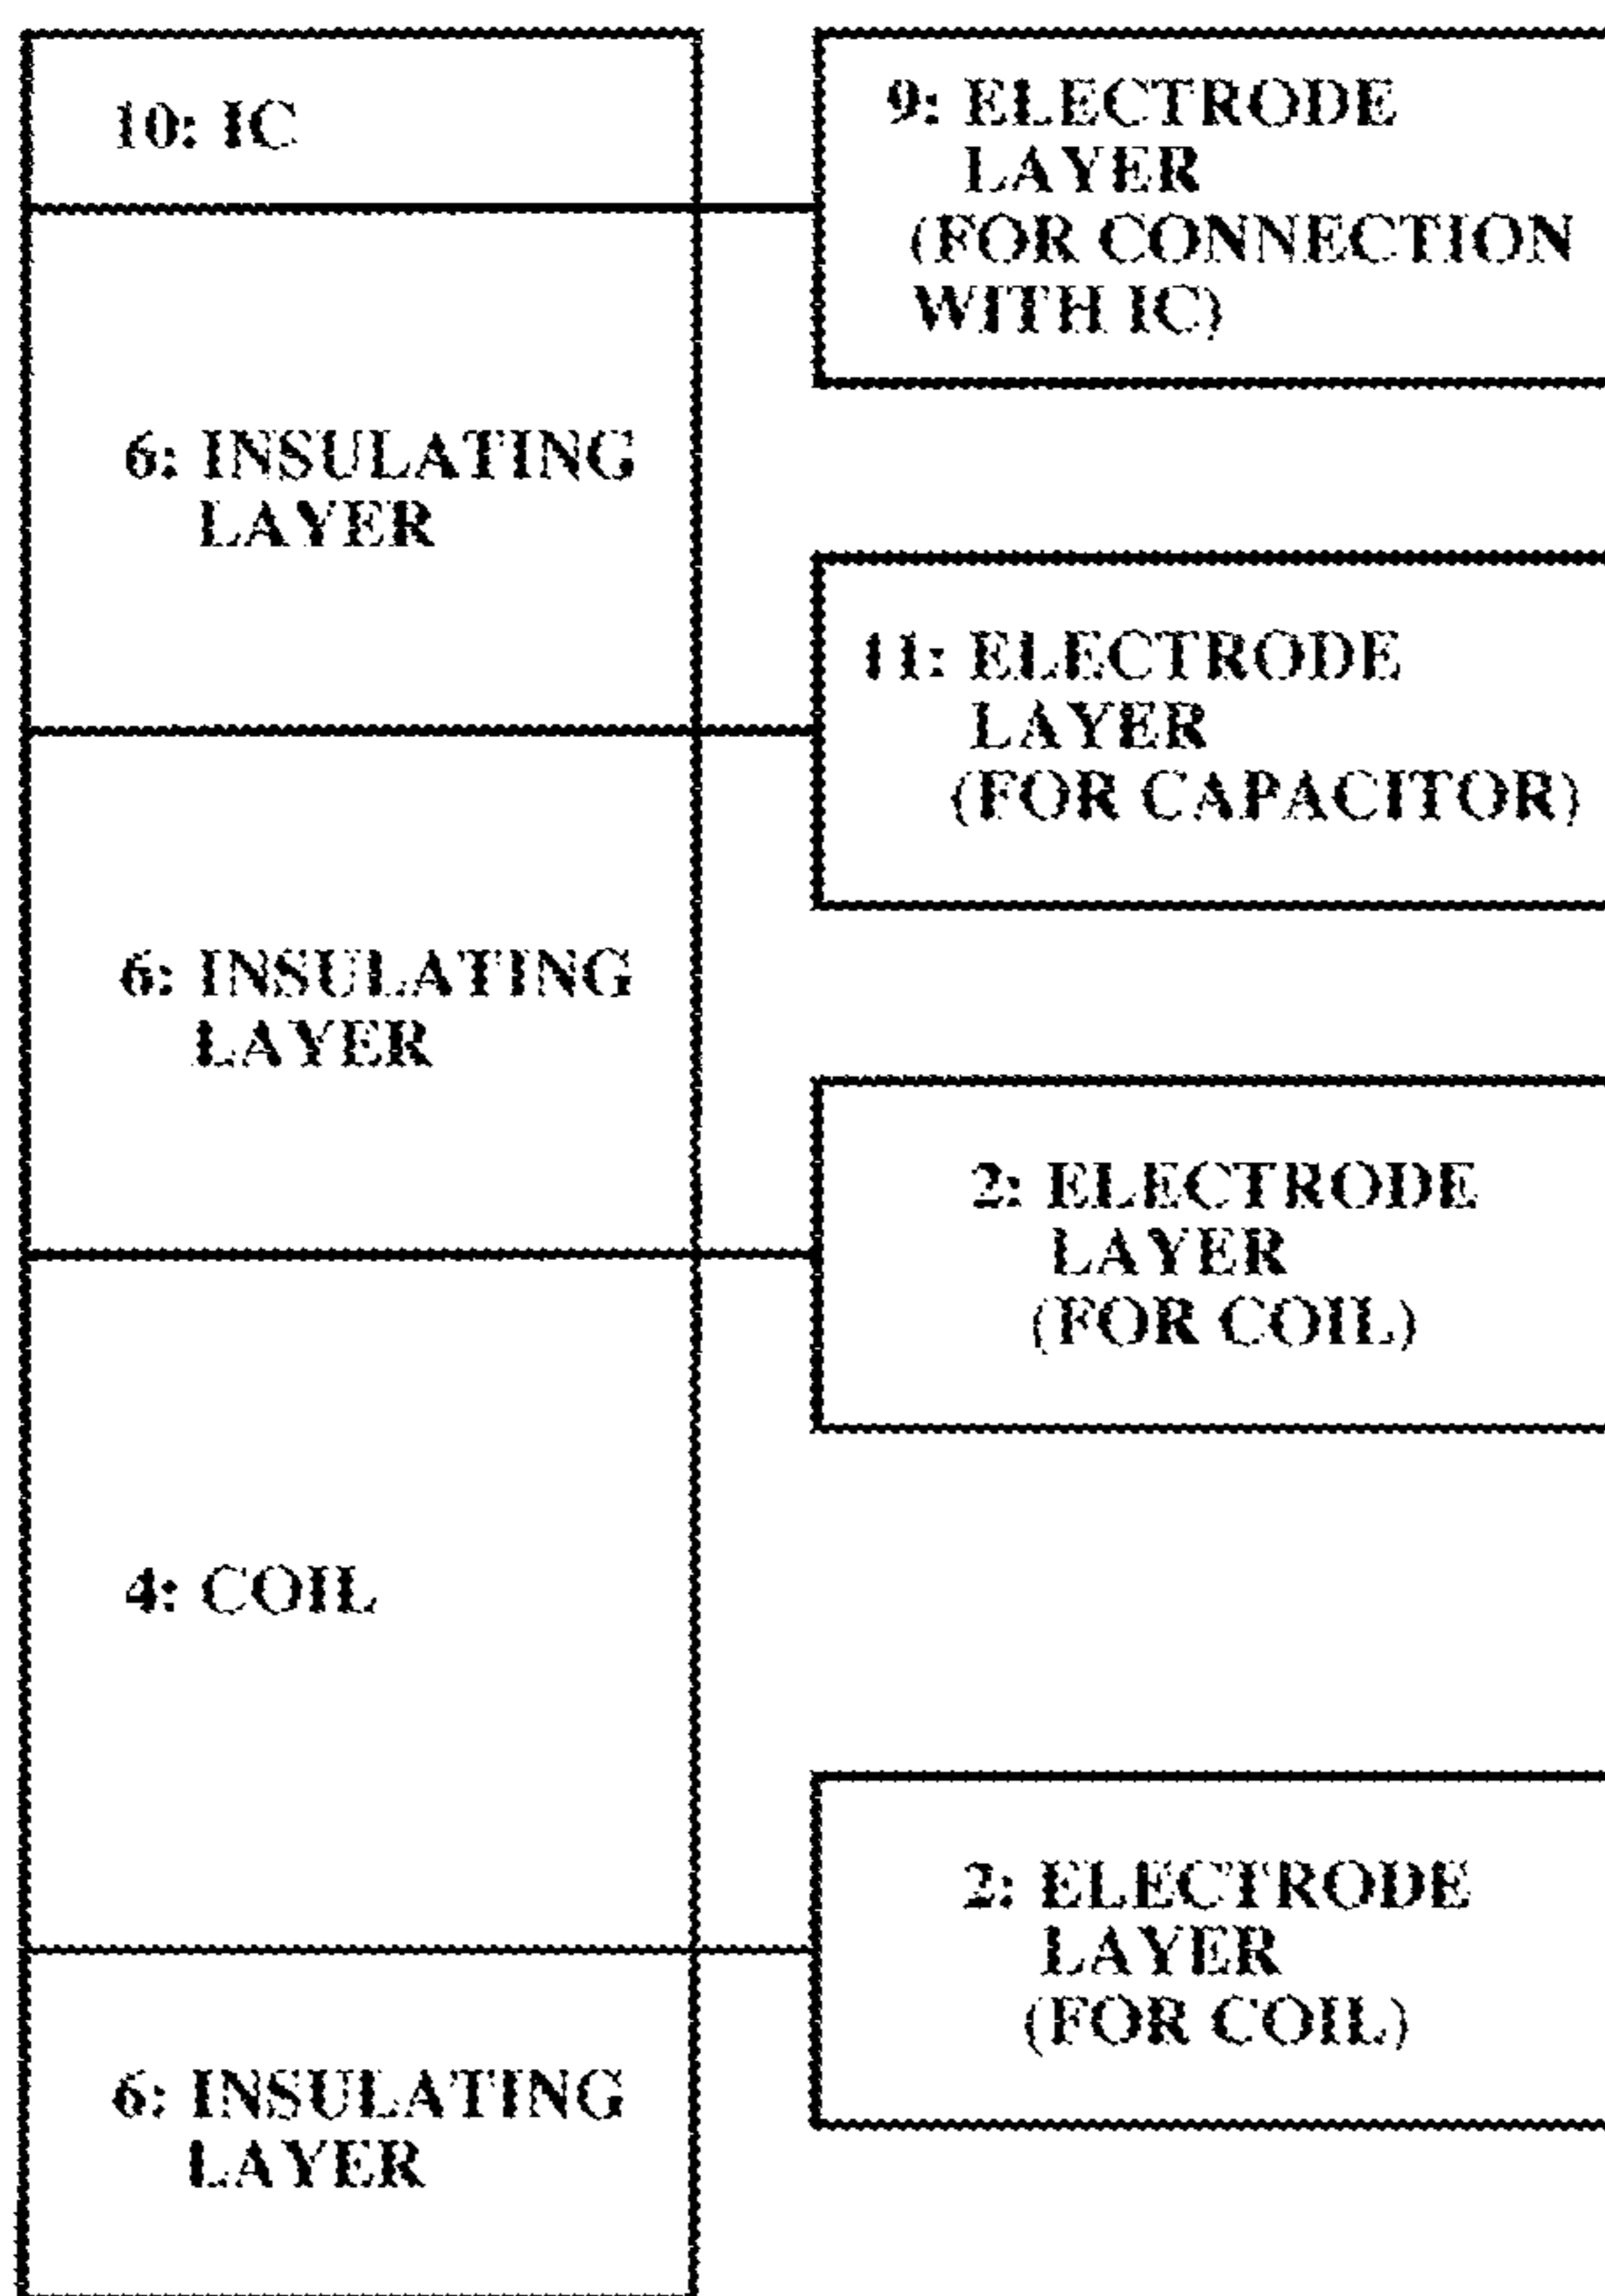 10: IC
9: ELECTRODE
LAYER
(FOR CONNECTION
WITH IC)
6: INSULATING
LAYER
11: ELECTRODE
LAYER
(FOR CAPACITOR)
6: INSULATING
LAYER
2: ELECTRODE
LAYER
(FOR COIL)
4: COIL
2: ELECTRODE
LAYER
(FOR COIL)
6: INSULATING
LAYER